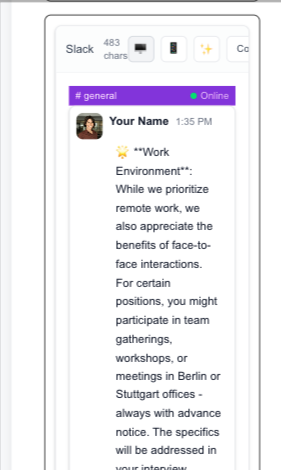 Slack
483
chars
Co
# general
Online
Your Name 1:35 PM
**Work
Environment**:
While we prioritize
remote work, we
also appreciate the
benefits of face-to-
face interactions.
For certain
positions, you might
participate in team
gatherings,
workshops, or
meetings in Berlin or
Stuttgart offices -
always with advance
notice. The specifics
will be addressed in
your interview